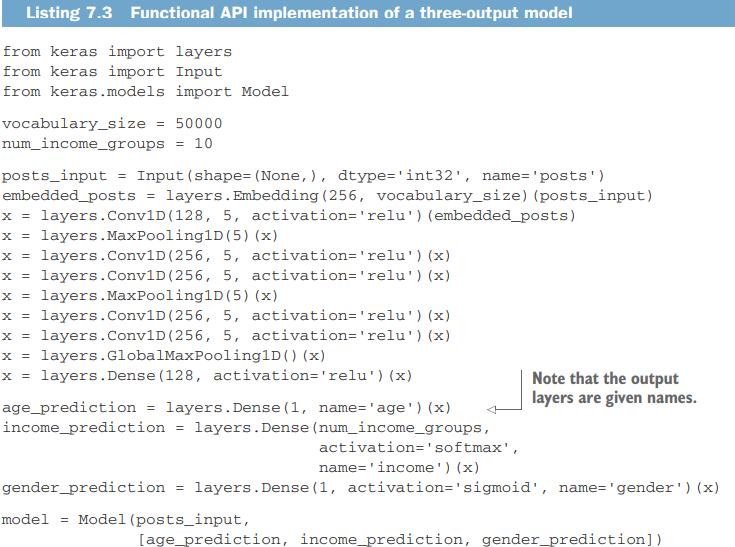 Listing 7.3 Functional API implementation of a three-output model
from keras import layers
from keras import Input
from keras.models import Model
vocabulary_size = 50000
num_income_groups = 10
posts_input = Input(shape=(None,), dtype='int32', name='posts')
embedded_posts = layers.Embedding(256, vocabulary_size)(posts_input)
x = layers.Conv1D(128, 5, activation='relu')(embedded_posts)
x = layers.MaxPooling1D(5)(x)
x = layers.Conv1D(256, 5, activation='relu')(x)
x = layers.Conv1D(256, 5, activation='relu')(x)
x = layers.MaxPooling1D(5)(x)
x = layers.Conv1D(256, 5, activation='relu')(x)
x = layers.Conv1D(256, 5, activation='relu')(x)
x = layers.GlobalMaxPooling1D()(x)
x = layers.Dense(128, activation='relu')(x)
Note that the output
layers are given names.
age_prediction = layers.Dense(1, name='age')(x)
income_prediction = layers.Dense(num_income_groups,
activation='softmax',
name='income')(x)
gender_prediction = layers.Dense(1, activation='sigmoid', name='gender')(x)
model = Model(posts_input,
[age_prediction, income_prediction, gender_prediction])